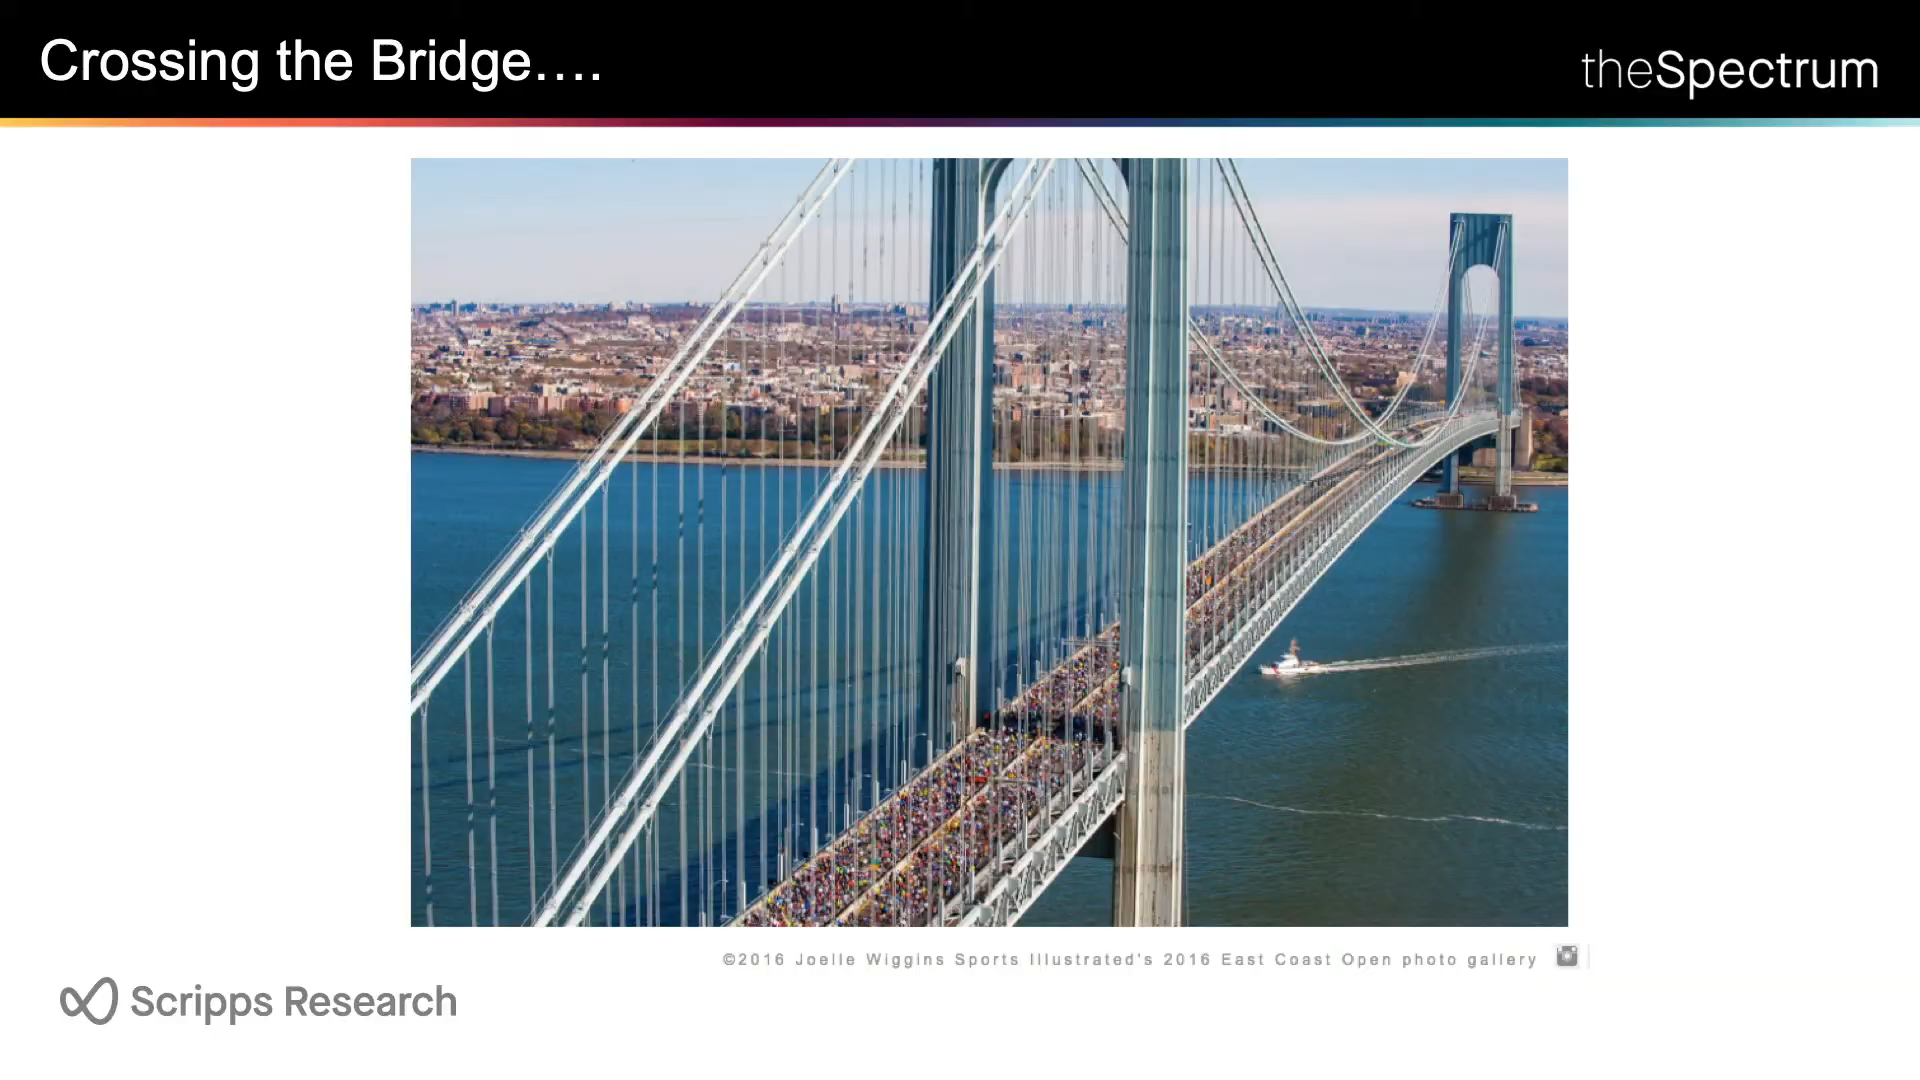 Crossing the Bridge....
theSpectrum
©2016 Joelle Wiggins Sports Illustrated's 2016 East Coast Open photo gallery
Scripps Research